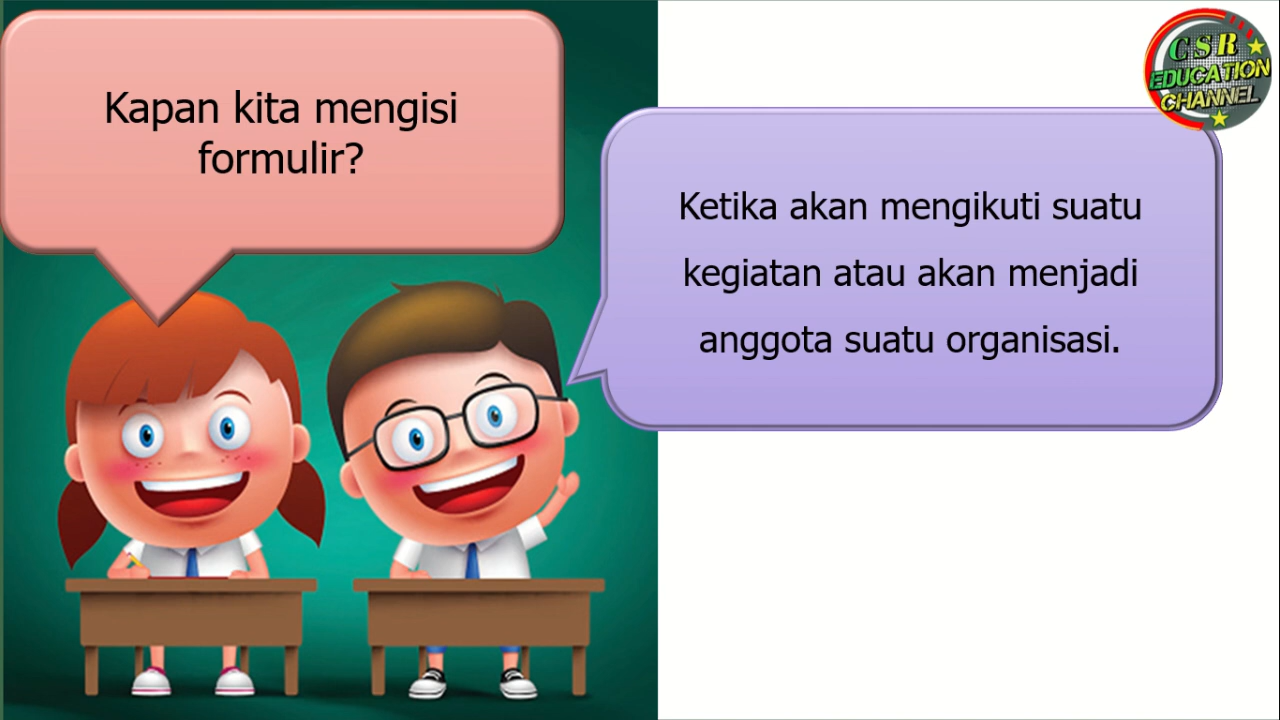 Kapan kita mengisi
formulir?
Ketika akan mengikuti suatu
kegiatan atau akan menjadi
anggota suatu organisasi.
CSR
EDUCATION
CHANNEL